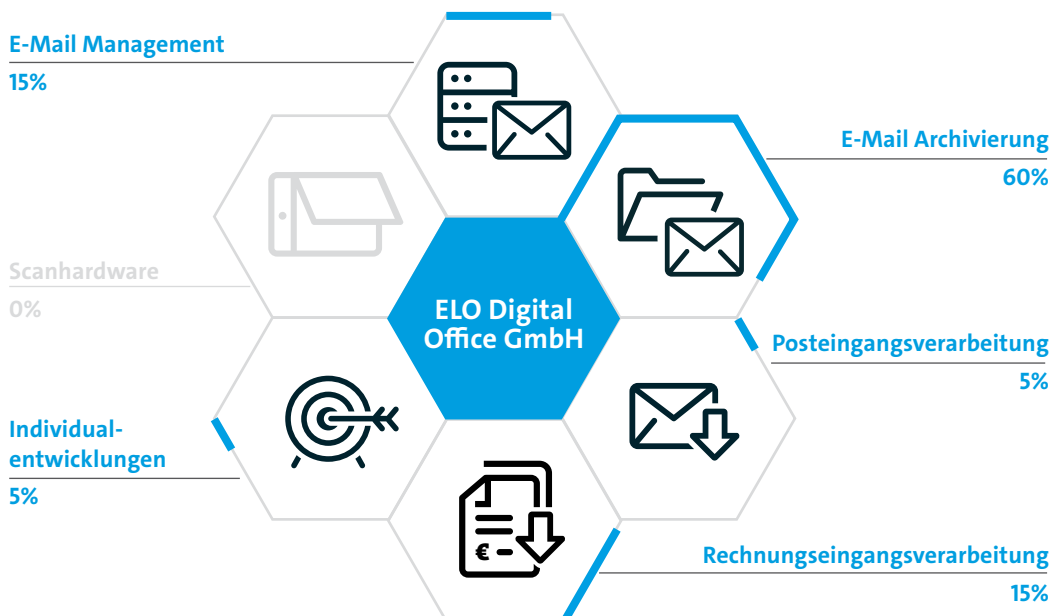 E-Mail Management
15%
E-Mail Archivierung
60%
Scanhardware
0%
ELO Digital
Office GmbH
Posteingangsverarbeitung
5%
Individual-
entwicklungen
5%
€
Rechnungseingangsverarbeitung
15%